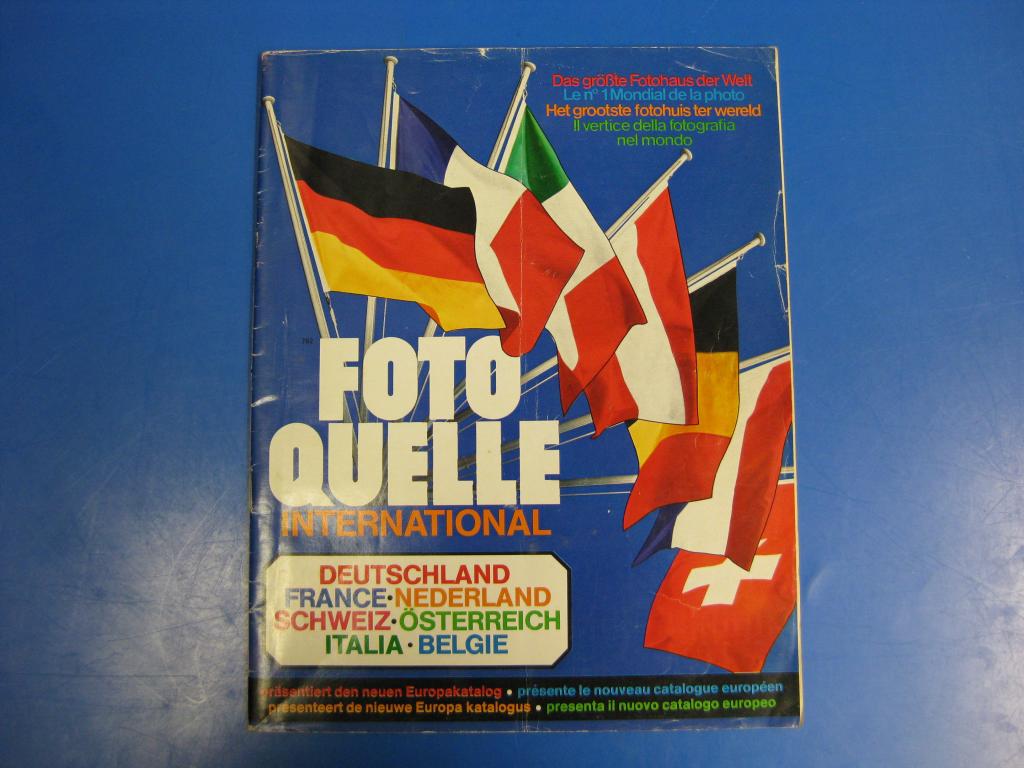 Das größte Fotohaus der Welt
Le n° 1 Mondial de la photo
Het grootste fotohuis ter wereld
Il vertice della fotografia
nel mondo
FOTO
QUELLE
INTERNATIONAL
DEUTSCHLAND
FRANCE·NEDERLAND
SCHWEIZ·ÖSTERREICH
ITALIA·BELGIE
präsentiert den neuen Europakatalog • présente le nouveau catalogue européen
presenteert de nieuwe Europa katalogus • presenta il nuovo catalogo europeo